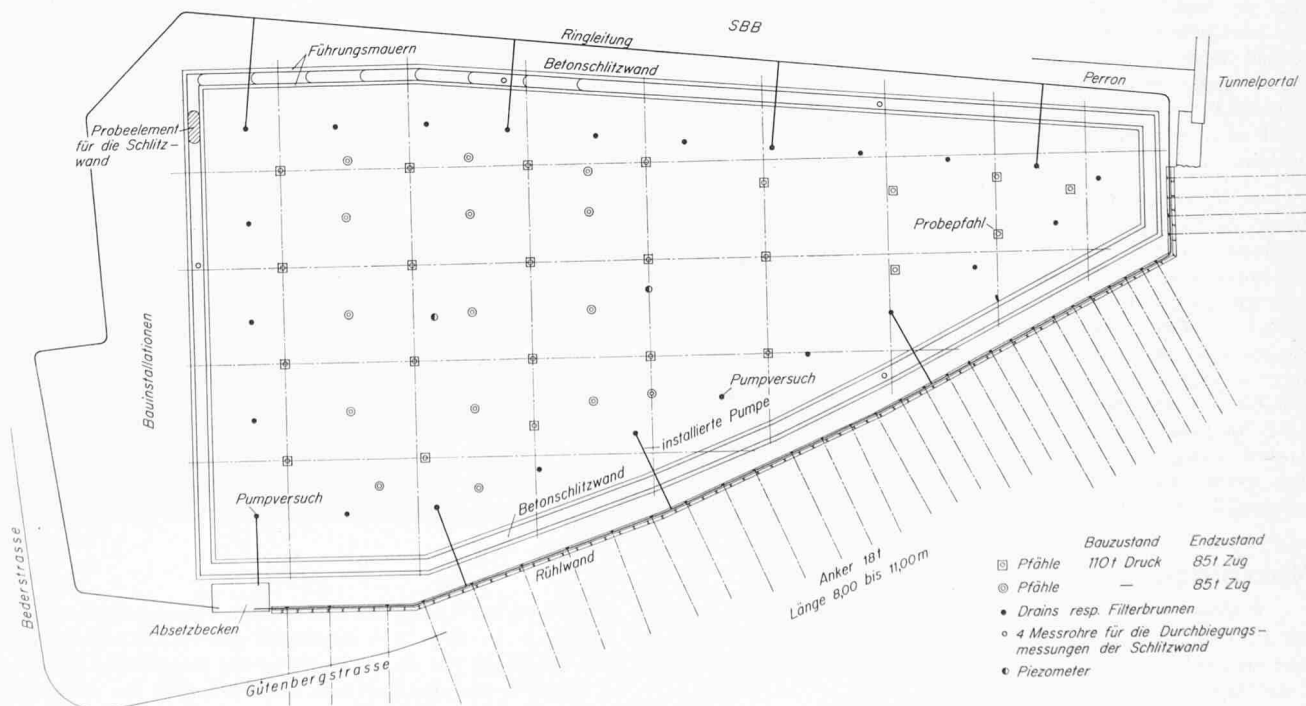 SBB
Ringleitung
Führungsmauern
Betonschlitzwand
Perron
Tunnelportal
Probeelement
für die Schlitz-
wand
Probepfahl
Bauinstallationen
Pumpversuch
installierte Pumpe
Betonschlitzwand
Pumpversuch
Rühlwand
Anker 18t
Länge 8,00 bis 11,00m
Bederstrasse
Absetzbecken
Gutenbergstrasse
Bauzustand Endzustand
Pfähle 110t Druck 85t Zug
Pfähle — 85t Zug
Drains resp. Filterbrunnen
4 Messrohre für die Durchbiegungs-
messungen der Schlitzwand
Piezometer